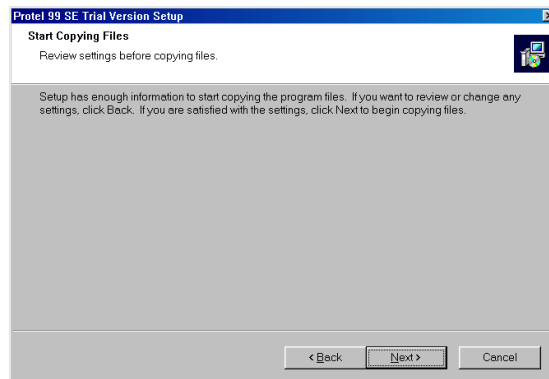 Protel 99 SE Trial Version Setup
Start Copying Files
Review settings before copying files.
Setup has enough information to start copying the program files. If you want to review or change any
settings, click Back. If you are satisfied with the settings, click Next to begin copying files.
< Back Next > Cancel